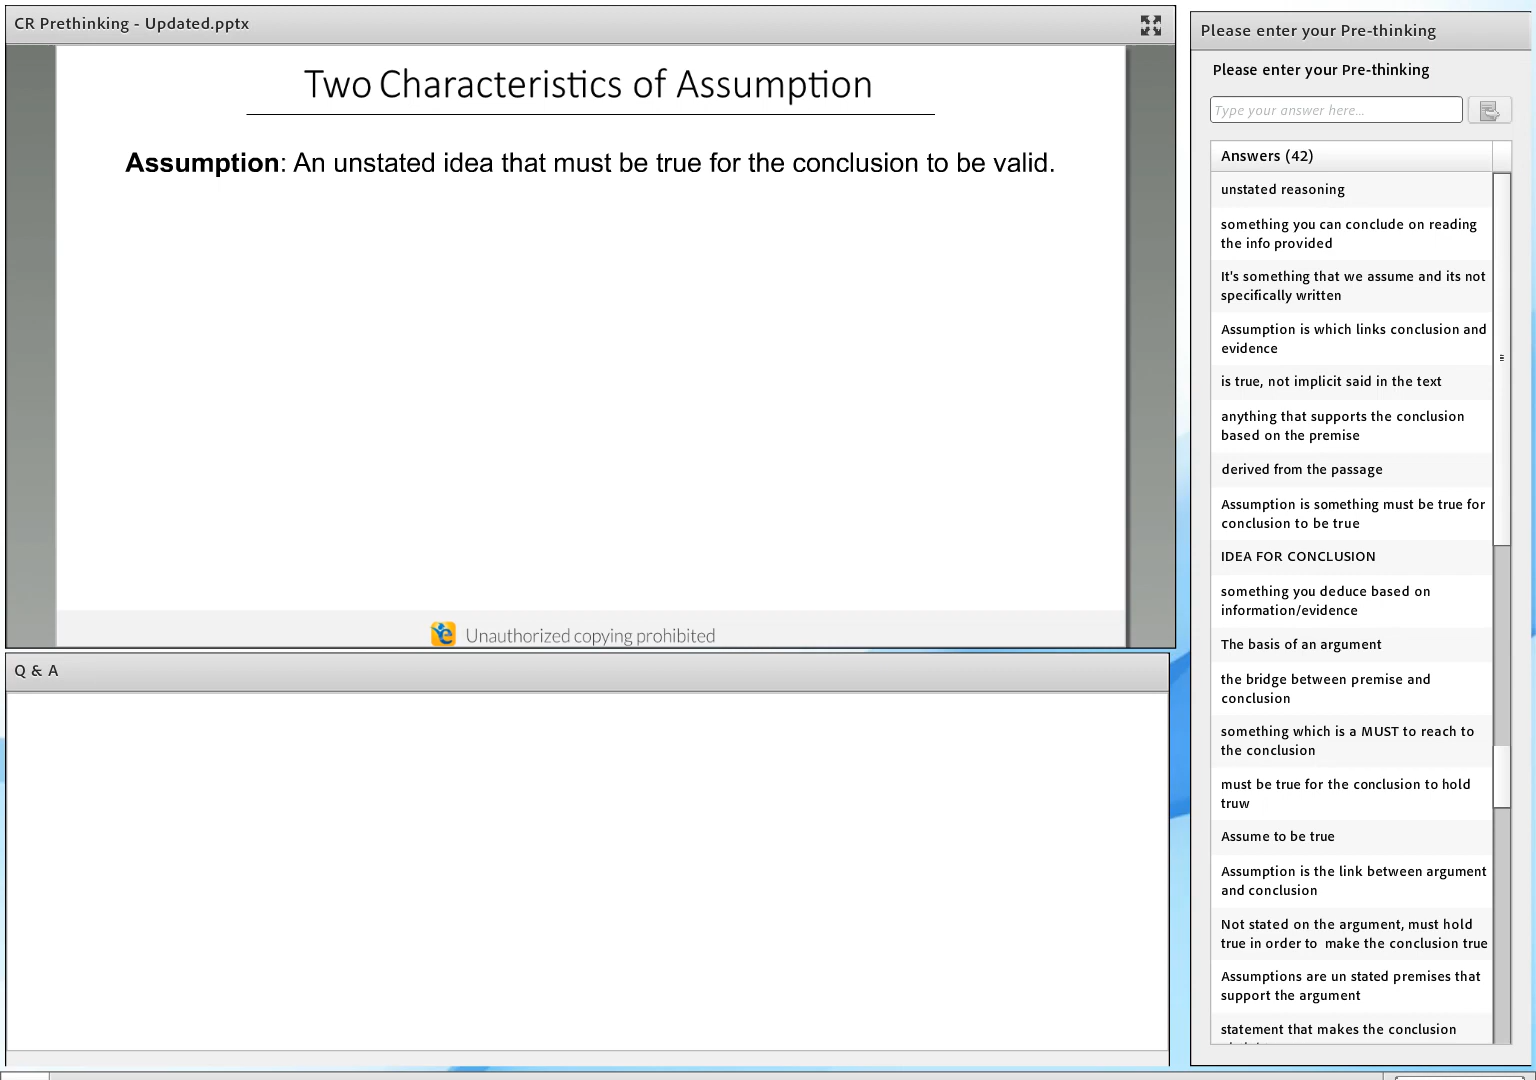 CR Prethinking - Updated.pptx
Two Characteristics of Assumption
Assumption: An unstated idea that must be true for the conclusion to be valid.
Unauthorized copying prohibited
Q & A
Please enter your Pre-thinking
Please enter your Pre-thinking
Type your answer here...
Answers (42)
unstated reasoning
something you can conclude on reading
the info provided
It's something that we assume and its not
specifically written
Assumption is which links conclusion and
evidence
is true, not implicit said in the text
anything that supports the conclusion
based on the premise
derived from the passage
Assumption is something must be true for
conclusion to be true
IDEA FOR CONCLUSION
something you deduce based on
information/evidence
The basis of an argument
the bridge between premise and
conclusion
something which is a MUST to reach to
the conclusion
must be true for the conclusion to hold
truw
Assume to be true
Assumption is the link between argument
and conclusion
Not stated on the argument, must hold
true in order to  make the conclusion true
Assumptions are un stated premises that
support the argument
statement that makes the conclusion